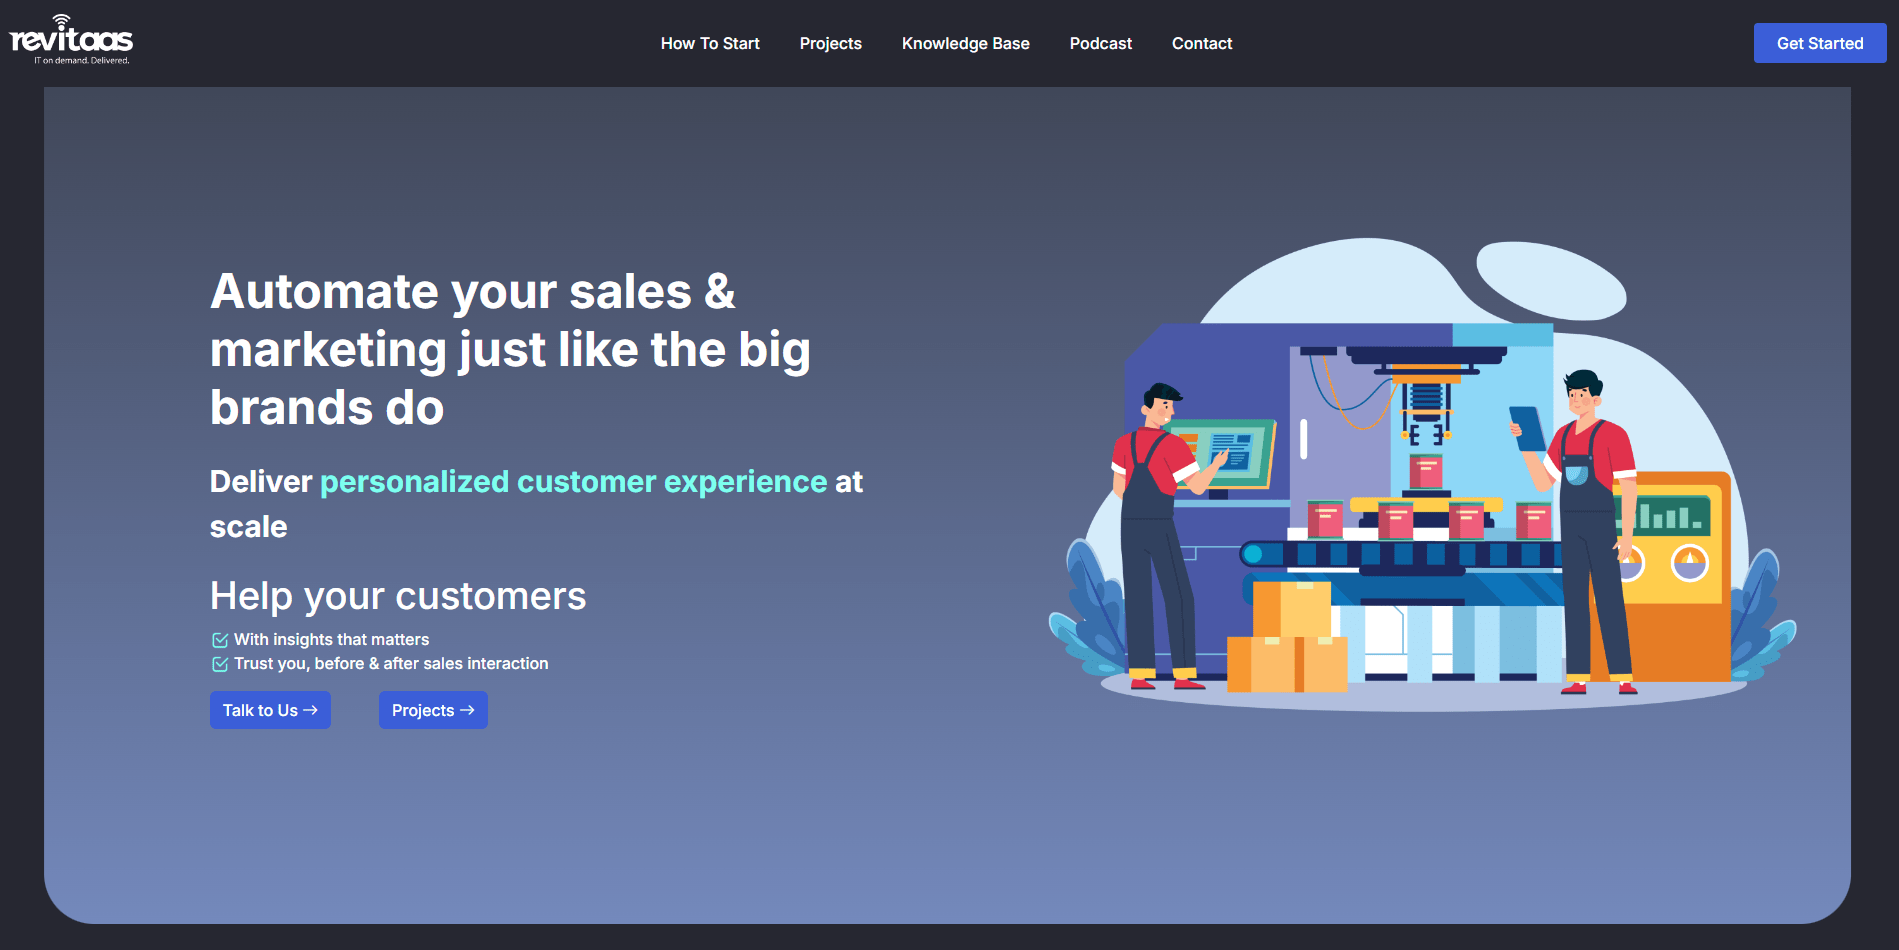 revitaas
IT on demand. Delivered.
How To Start
Projects
Knowledge Base
Podcast
Contact
Get Started
Automate your sales &
marketing just like the big
brands do
Deliver personalized customer experience at
scale
Help your customers
With insights that matters
Trust you, before & after sales interaction
Talk to Us →
Projects →